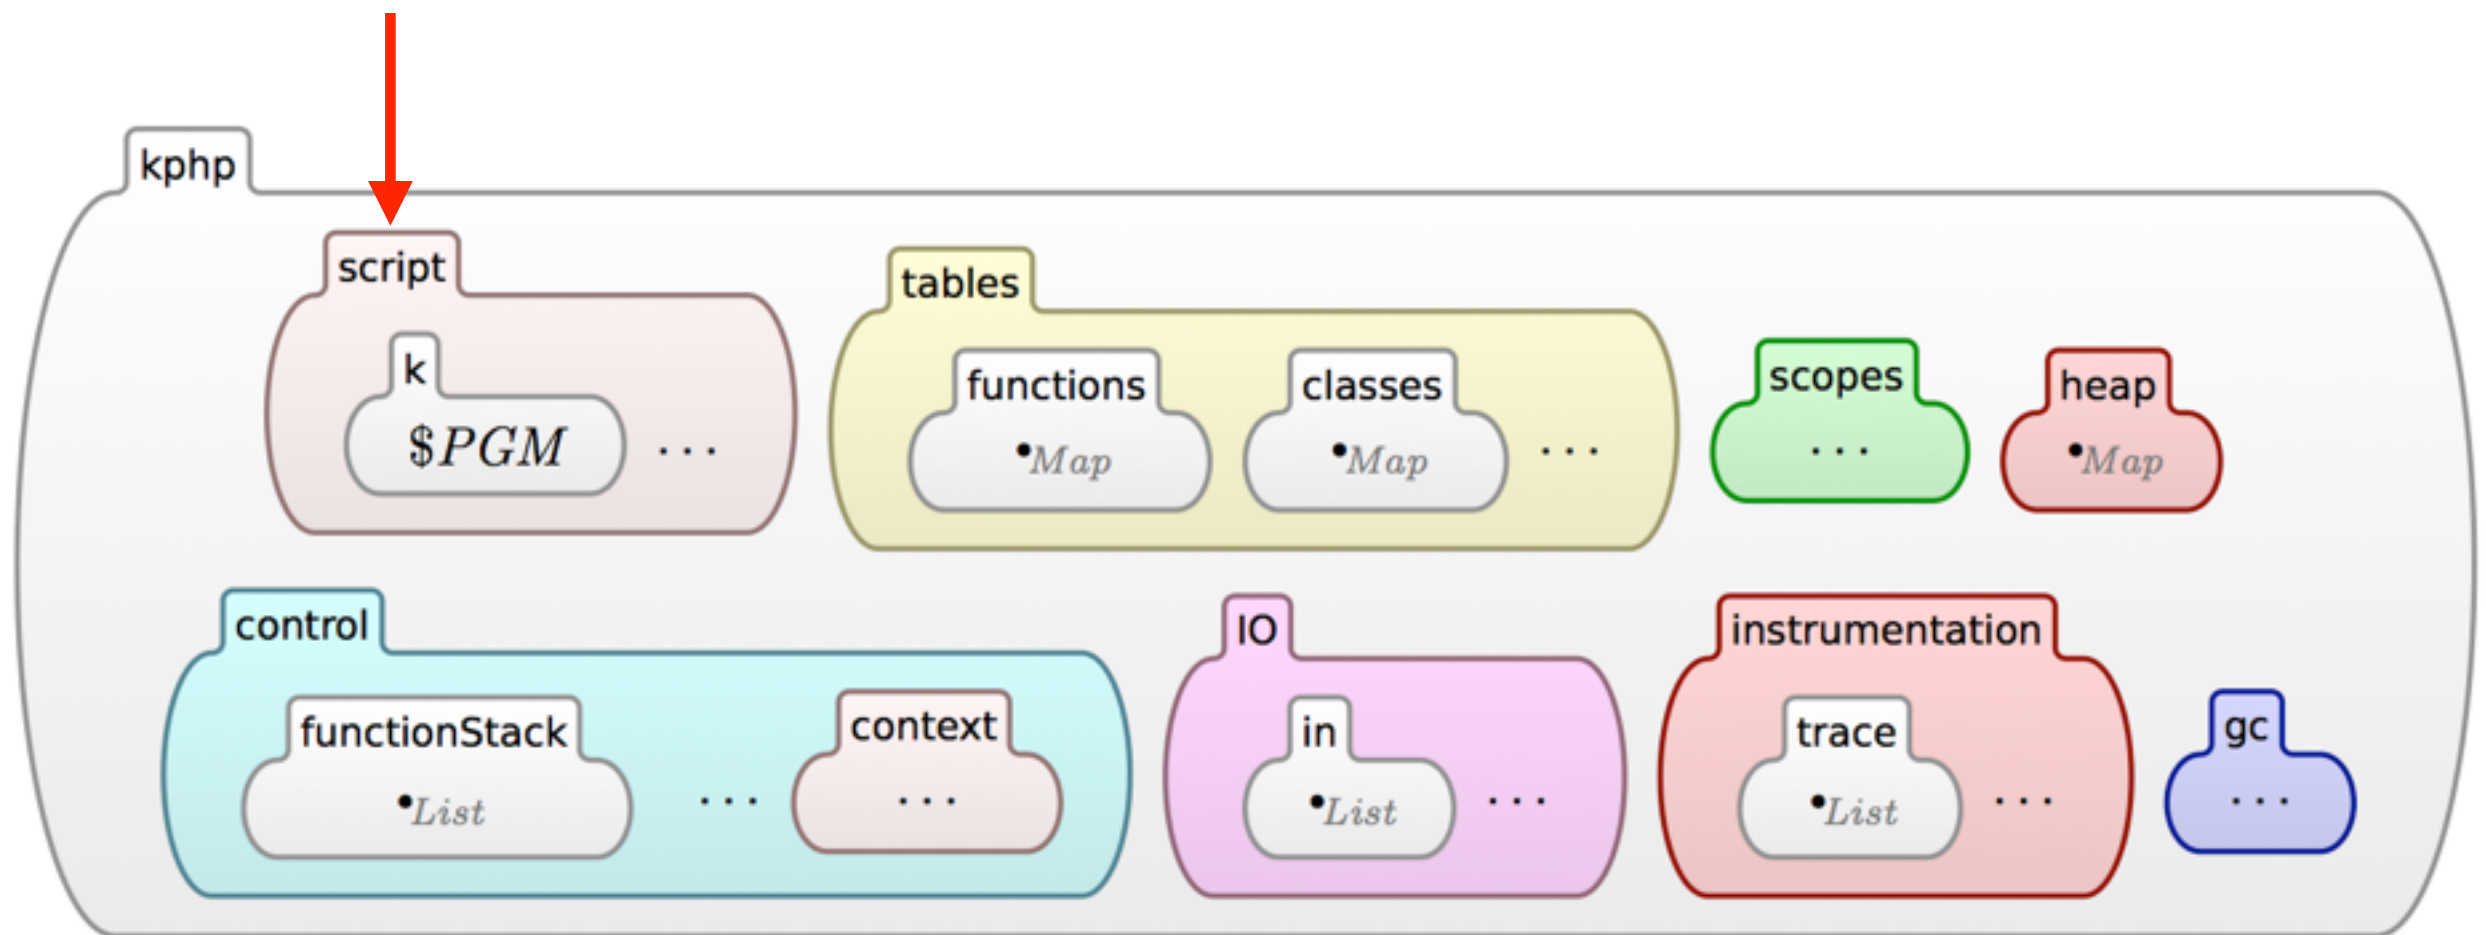 kphp
script
tables
k
functions
classes
scopes
heap
$PGM ...
•Map
•Map ...
...
•Map
control
IO
instrumentation
functionStack
context
in
trace
gc
•List ...
...
•List ...
•List ...
...